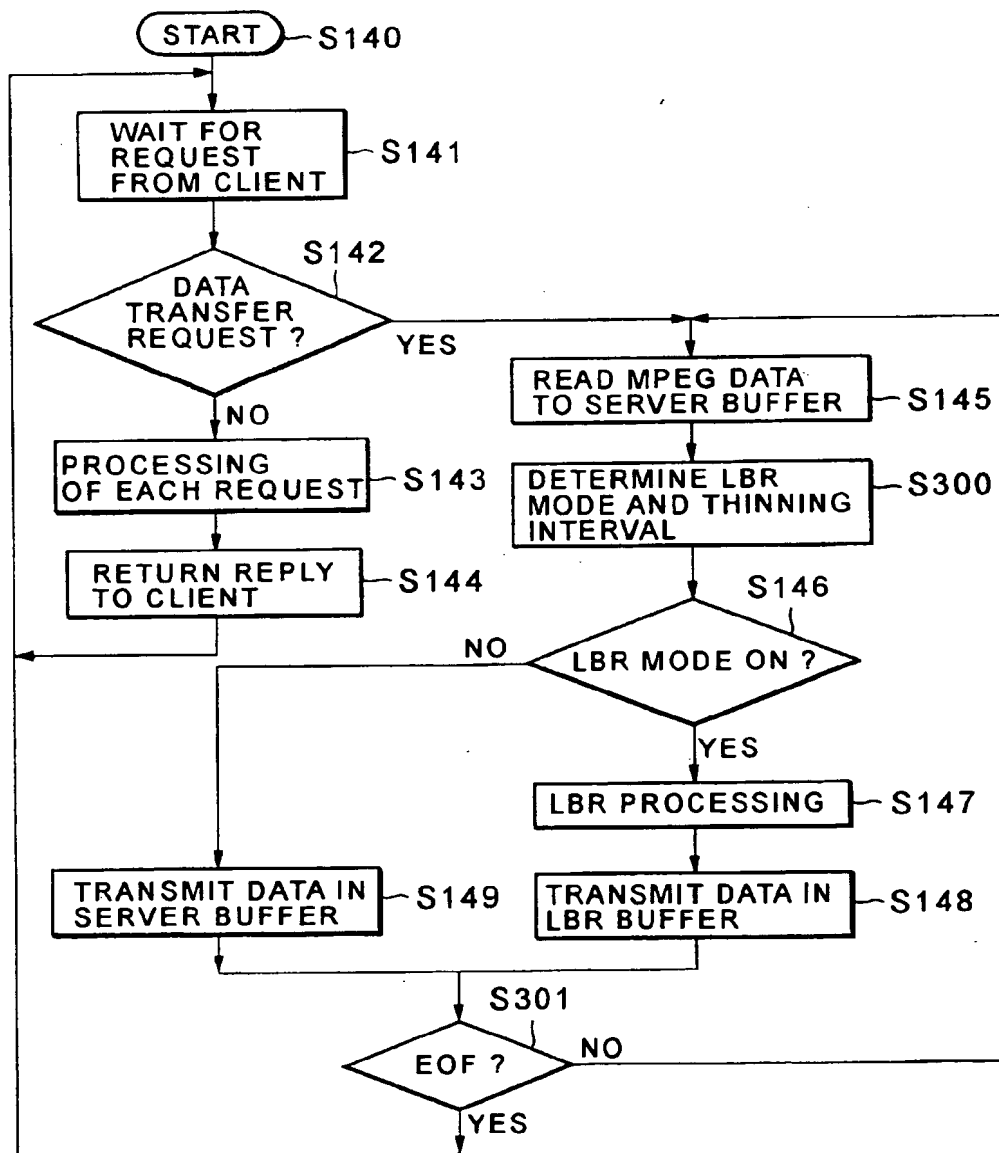 START
S140
WAIT FOR
REQUEST
FROM CLIENT
S141
S142
DATA
TRANSFER
REQUEST ?
YES
NO
READ MPEG DATA
TO SERVER BUFFER
S145
PROCESSING
OF EACH REQUEST
S143
DETERMINE LBR
MODE AND THINNING
INTERVAL
S300
RETURN REPLY
TO CLIENT
S144
S146
LBR MODE ON ?
NO
YES
LBR PROCESSING
S147
TRANSMIT DATA IN
SERVER BUFFER
S149
TRANSMIT DATA IN
LBR BUFFER
S148
S301
EOF ?
NO
YES